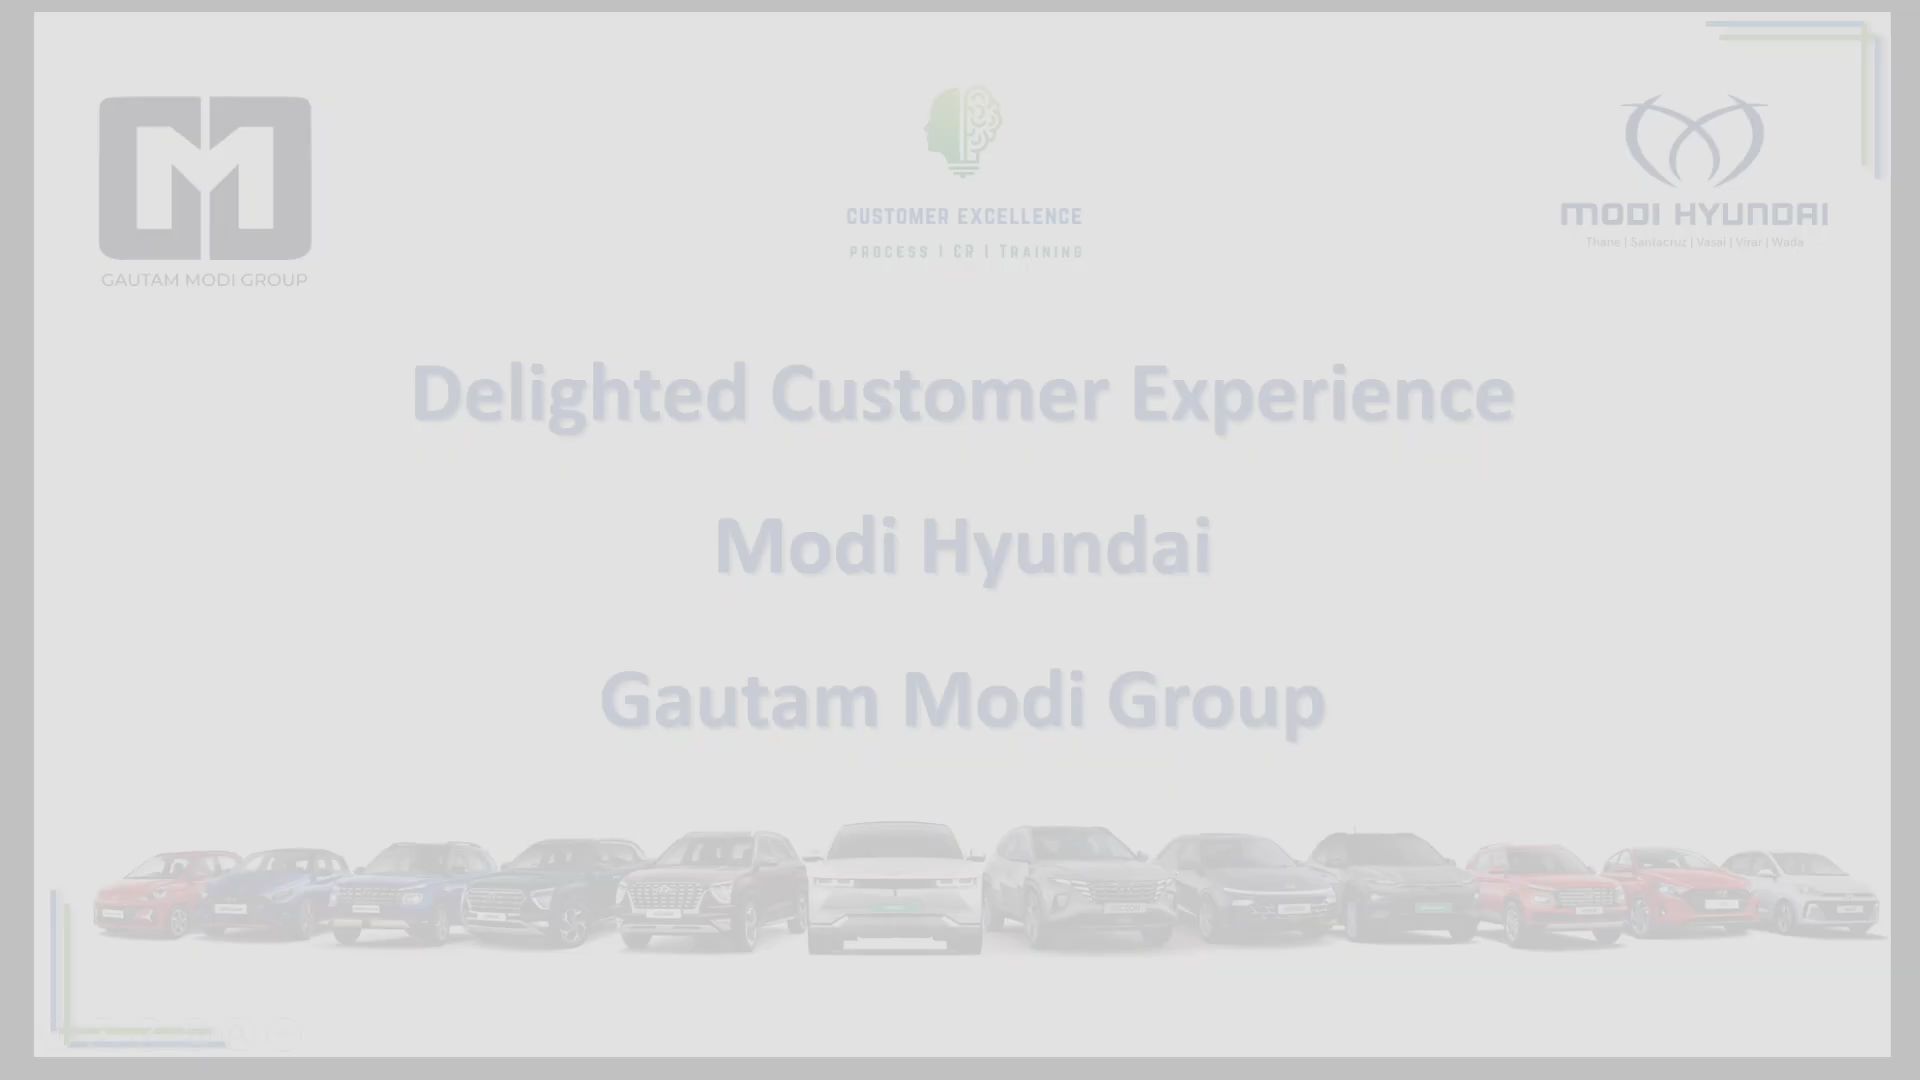 GAUTAM MODI GROUP
CUSTOMER EXCELLENCE
PROCESS | CR | TRAINING
MODI HYUNDAI
Thane | Santacruz | Vasai | Virar | Wada
Delighted Customer Experience
Modi Hyundai
Gautam Modi Group